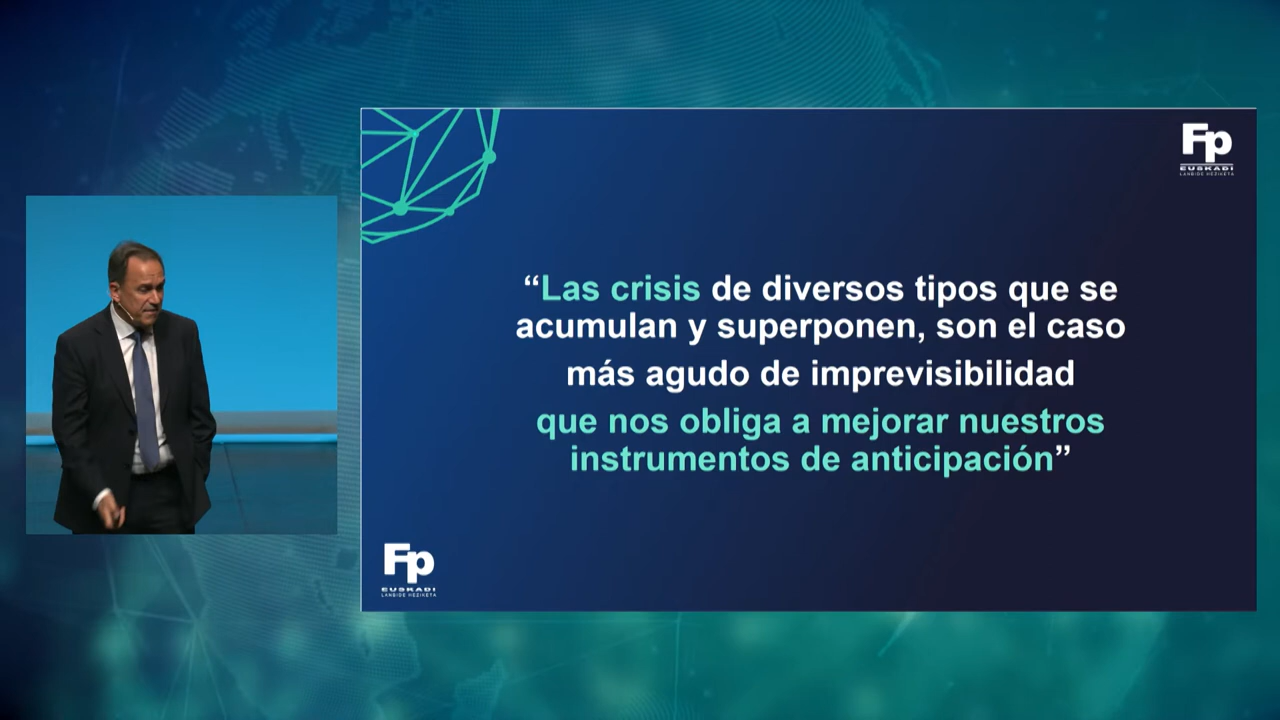 Fp
EUSKADI
LANBIDE HEZIKETA
“Las crisis de diversos tipos que se
acumulan y superponen, son el caso
más agudo de imprevisibilidad
que nos obliga a mejorar nuestros
instrumentos de anticipación”
Fp
EUSKADI
LANBIDE HEZIKETA